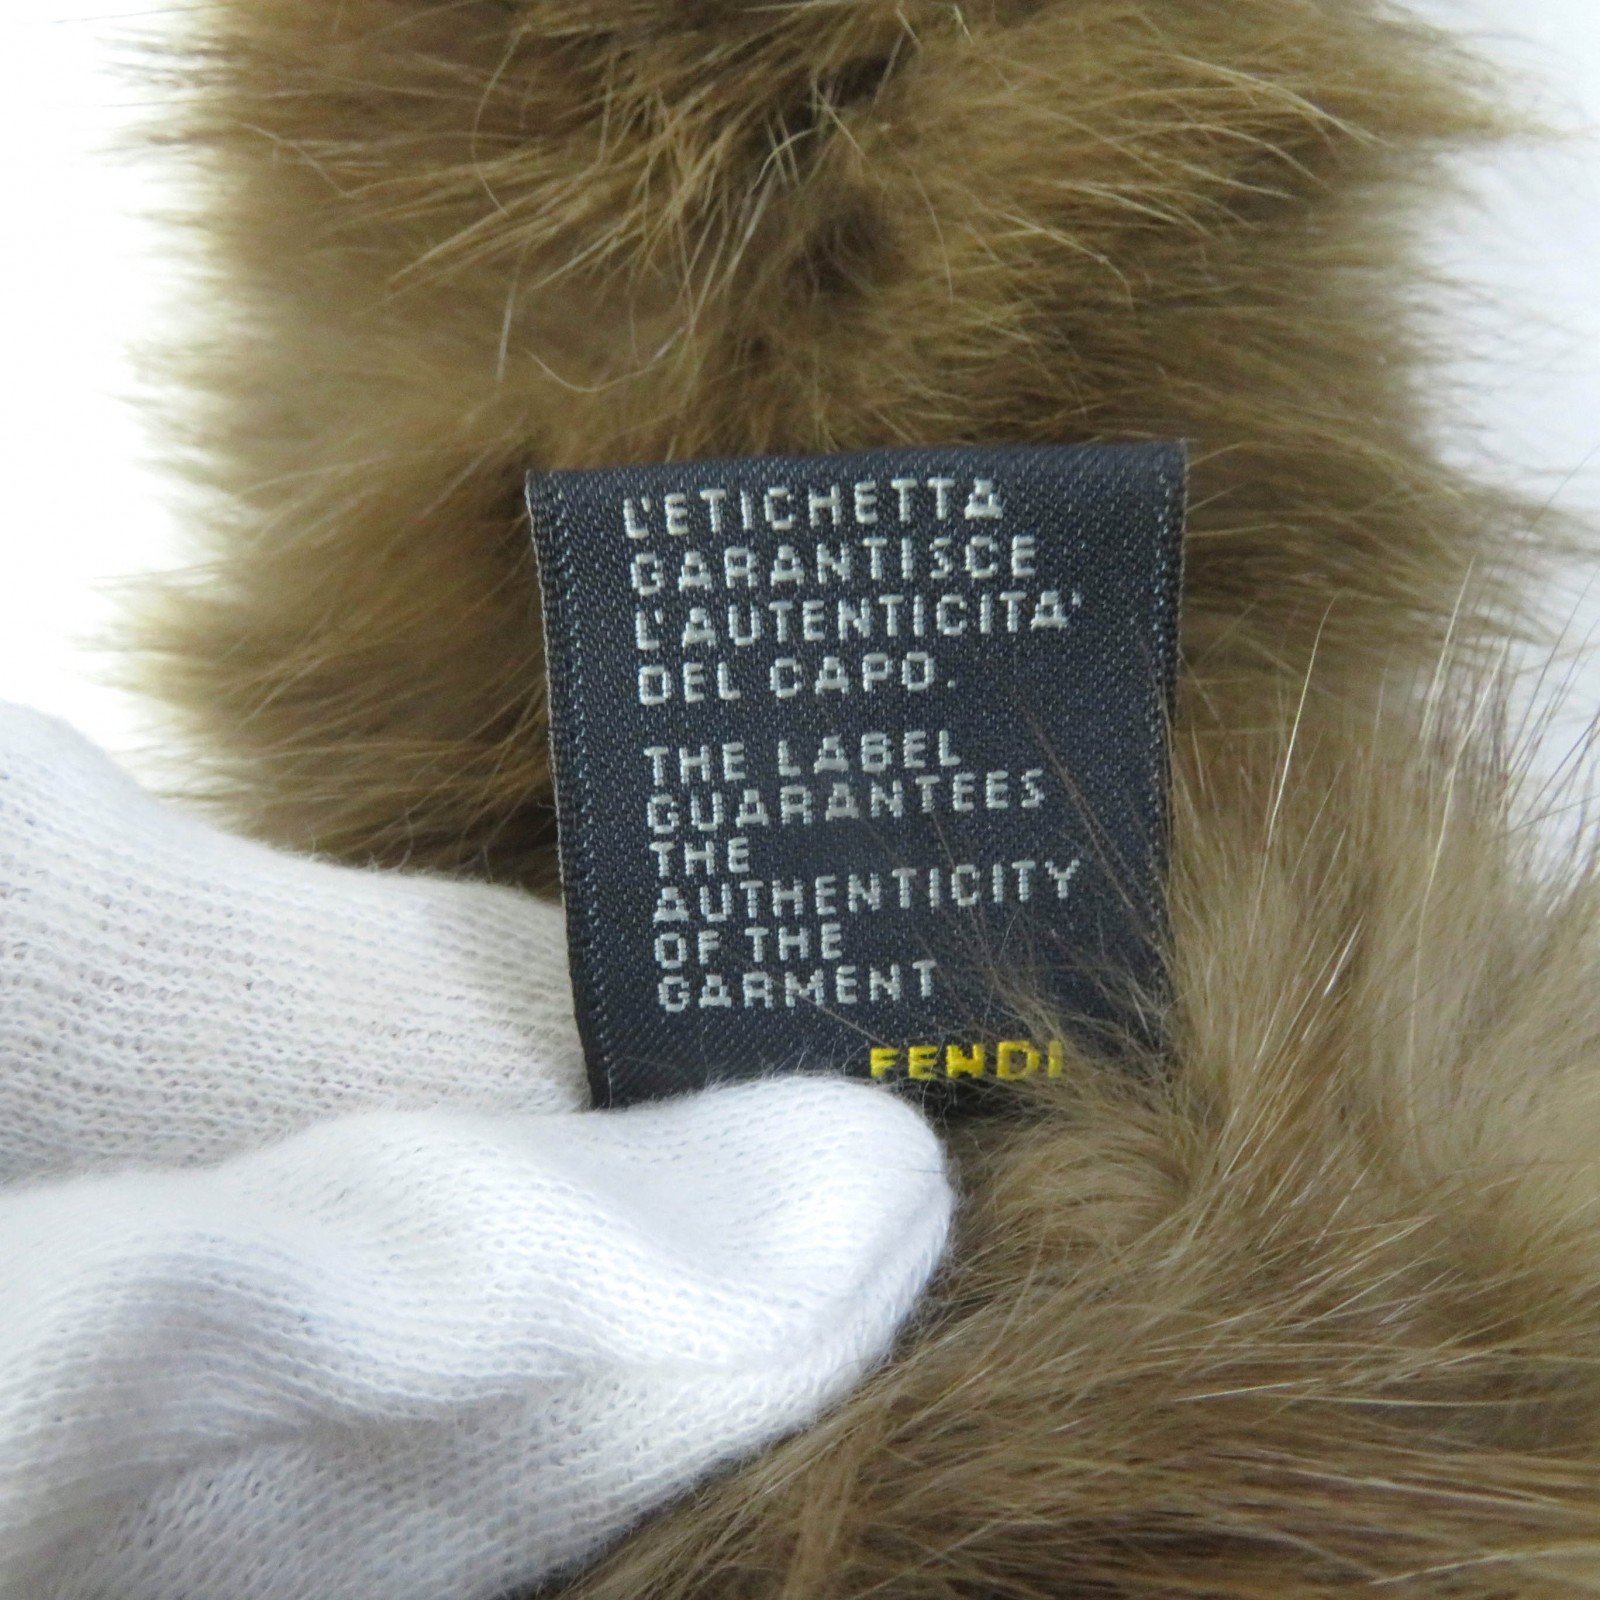 L'ETICHETTA
GARANTISCE
L'AUTENTICITA'
DEL CAPO.
THE LABEL
GUARANTEES
THE
AUTHENTICITY
OF THE
GARMENT
FENDI